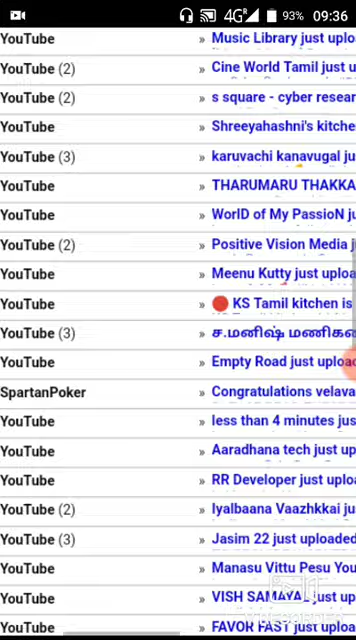 4G 93% 09:36
YouTube » Music Library just uplo
YouTube (2) » Cine World Tamil just u
YouTube (2) » s square - cyber resear
YouTube » Shreeyahashni's kitche
YouTube (3) » karuvachi kanavugal ju
YouTube » THARUMARU THAKKA
YouTube » WorlD of My PassioN ju
YouTube (2) » Positive Vision Media j
YouTube » Meenu Kutty just uploa
YouTube » 🔴 KS Tamil kitchen is
YouTube (3) » ச.மனிஷ் மணிகண
YouTube » Empty Road just uploa
SpartanPoker » Congratulations velava
YouTube » less than 4 minutes jus
YouTube » Aaradhana tech just up
YouTube » RR Developer just uplo
YouTube (2) » Iyalbaana Vaazhkkai ju
YouTube (3) » Jasim 22 just uploaded
YouTube » Manasu Vittu Pesu You
YouTube » VISH SAMAYAL just up
YouTube » FAVOR FAST just uploa